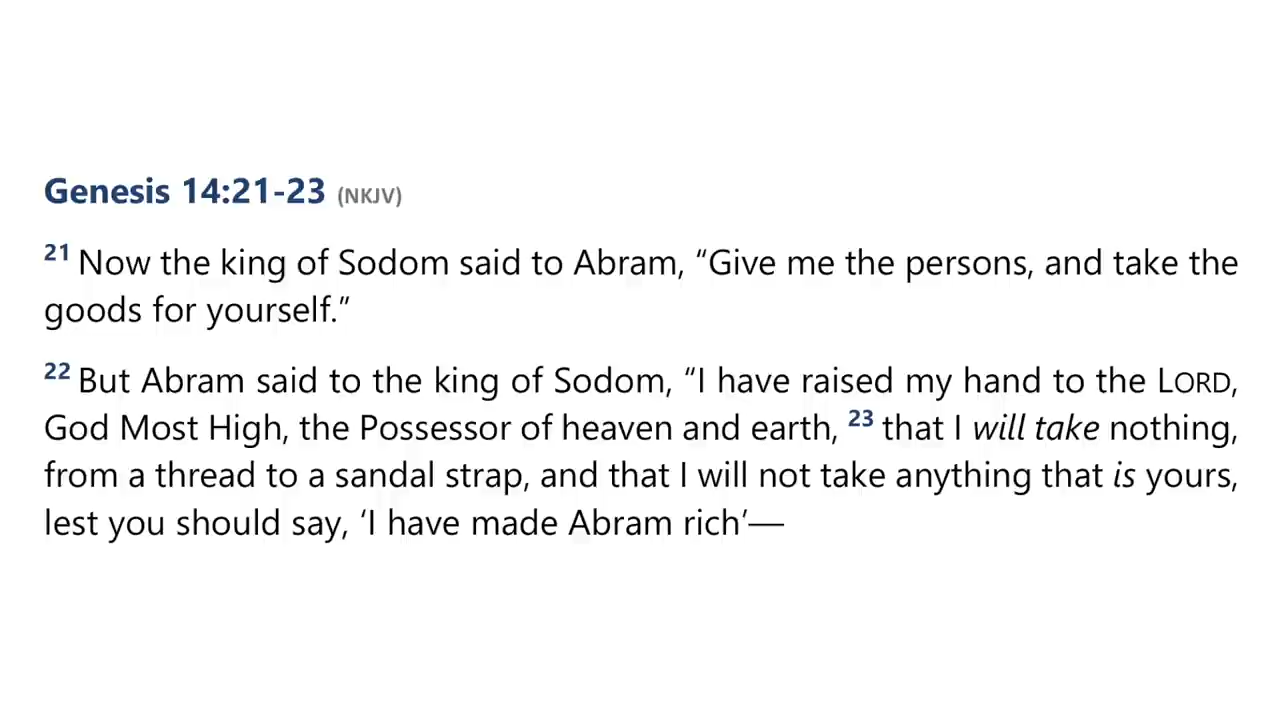 Genesis 14:21-23 (NKJV)
21 Now the king of Sodom said to Abram, “Give me the persons, and take the
goods for yourself.”
22 But Abram said to the king of Sodom, “I have raised my hand to the LORD,
God Most High, the Possessor of heaven and earth, 23 that I will take nothing,
from a thread to a sandal strap, and that I will not take anything that is yours,
lest you should say, ‘I have made Abram rich’—